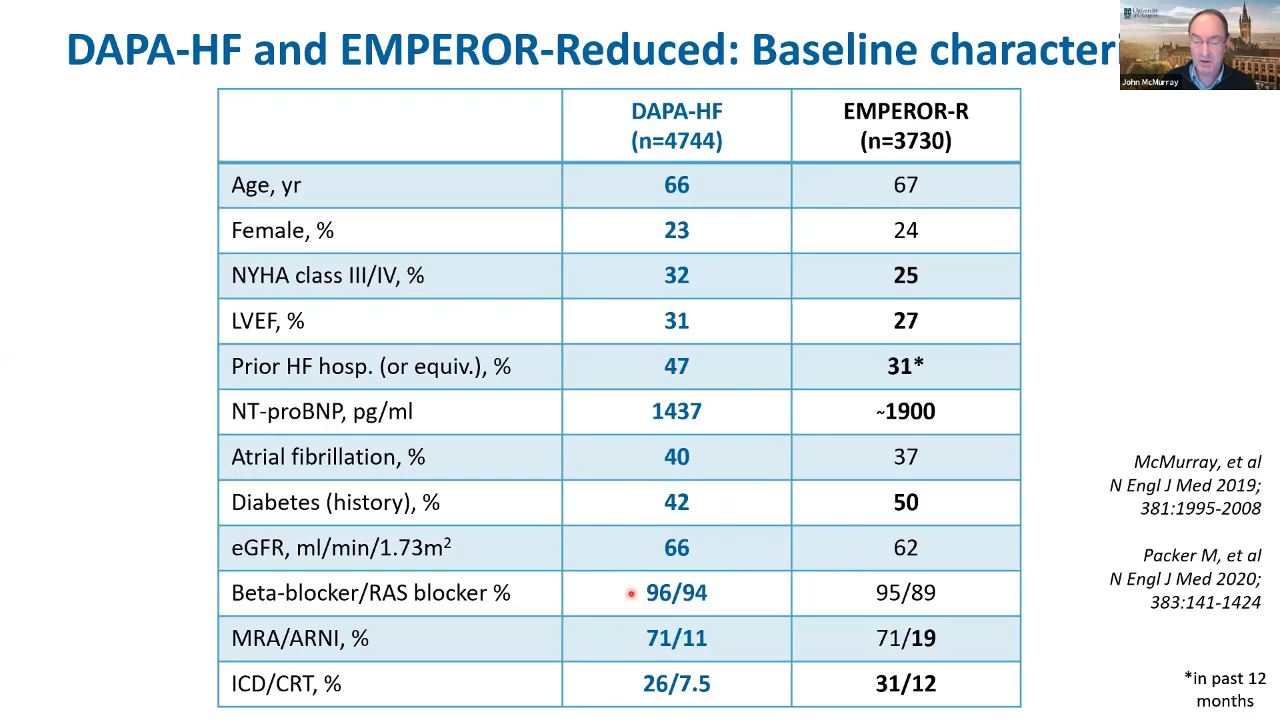 DAPA-HF and EMPEROR-Reduced: Baseline characteri
University of Glasgow
John McMurray
DAPA-HF (n=4744) EMPEROR-R (n=3730)
Age, yr 66 67
Female, % 23 24
NYHA class III/IV, % 32 25
LVEF, % 31 27
Prior HF hosp. (or equiv.), % 47 31*
NT-proBNP, pg/ml 1437 ~1900
Atrial fibrillation, % 40 37
Diabetes (history), % 42 50
eGFR, ml/min/1.73m² 66 62
Beta-blocker/RAS blocker % 96/94 95/89
MRA/ARNI, % 71/11 71/19
ICD/CRT, % 26/7.5 31/12
McMurray, et al
N Engl J Med 2019;
381:1995-2008
Packer M, et al
N Engl J Med 2020;
383:141-1424
*in past 12
months